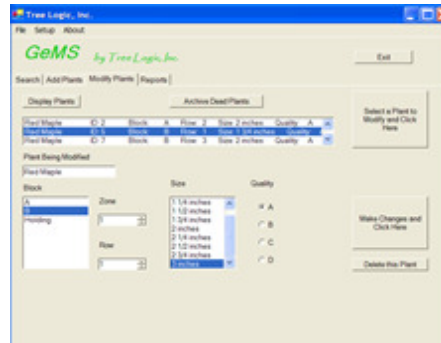 Tree Logic, Inc.
File Setup About
GeMS by Tree Logic, Inc.
Exit
Search Add Plants Modify Plants Reports
Display Plants Archive Dead Plants
Select a Plant to Modify and Click Here
Red Maple ID: 2 Block: A Row: 2 Size: 2 inches Quality: A
Red Maple ID: 5 Block: B Row: 1 Size: 1 3/4 inches Quality:
Red Maple ID: 7 Block: B Row: 3 Size: 2 inches Quality: A
Plant Being Modified
Red Maple
Block Size Quality
A
B
Holding
Zone
1
Row
1
1 1/4 inches
1 1/2 inches
1 3/4 inches
2 inches
2 1/4 inches
2 1/2 inches
2 3/4 inches
3 inches
A
B
C
D
Make Changes and Click Here
Delete this Plant